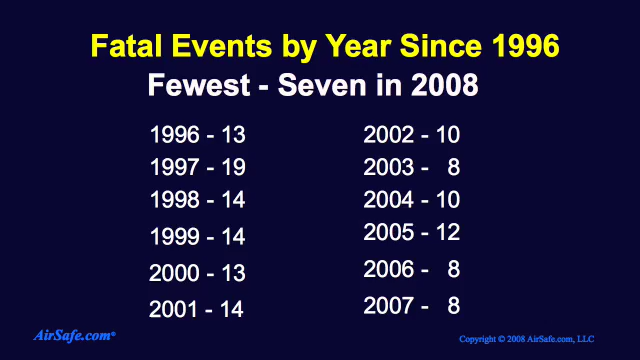 Fatal Events by Year Since 1996
Fewest - Seven in 2008
1996 - 13
1997 - 19
1998 - 14
1999 - 14
2000 - 13
2001 - 14
2002 - 10
2003 - 8
2004 - 10
2005 - 12
2006 - 8
2007 - 8
AirSafe.com®
Copyright © 2008 AirSafe.com, LLC